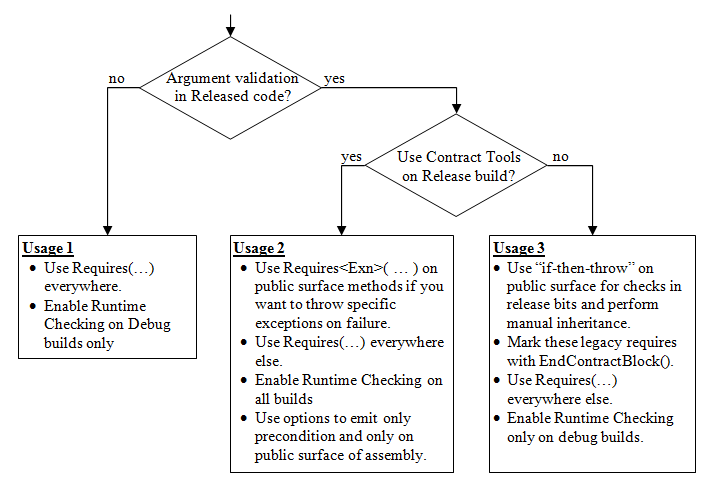 Argument validation
in Released code?
no
yes
Use Contract Tools
on Release build?
yes
no
Usage 1
• Use Requires(…)
everywhere.
• Enable Runtime
Checking on Debug
builds only
Usage 2
• Use Requires<Exn>( … ) on
public surface methods if you
want to throw specific
exceptions on failure.
• Use Requires(…) everywhere
else.
• Enable Runtime Checking on
all builds
• Use options to emit only
precondition and only on
public surface of assembly.
Usage 3
• Use “if-then-throw” on
public surface for checks in
release bits and perform
manual inheritance.
• Mark these legacy requires
with EndContractBlock().
• Use Requires(…)
everywhere else.
• Enable Runtime Checking
only on debug builds.